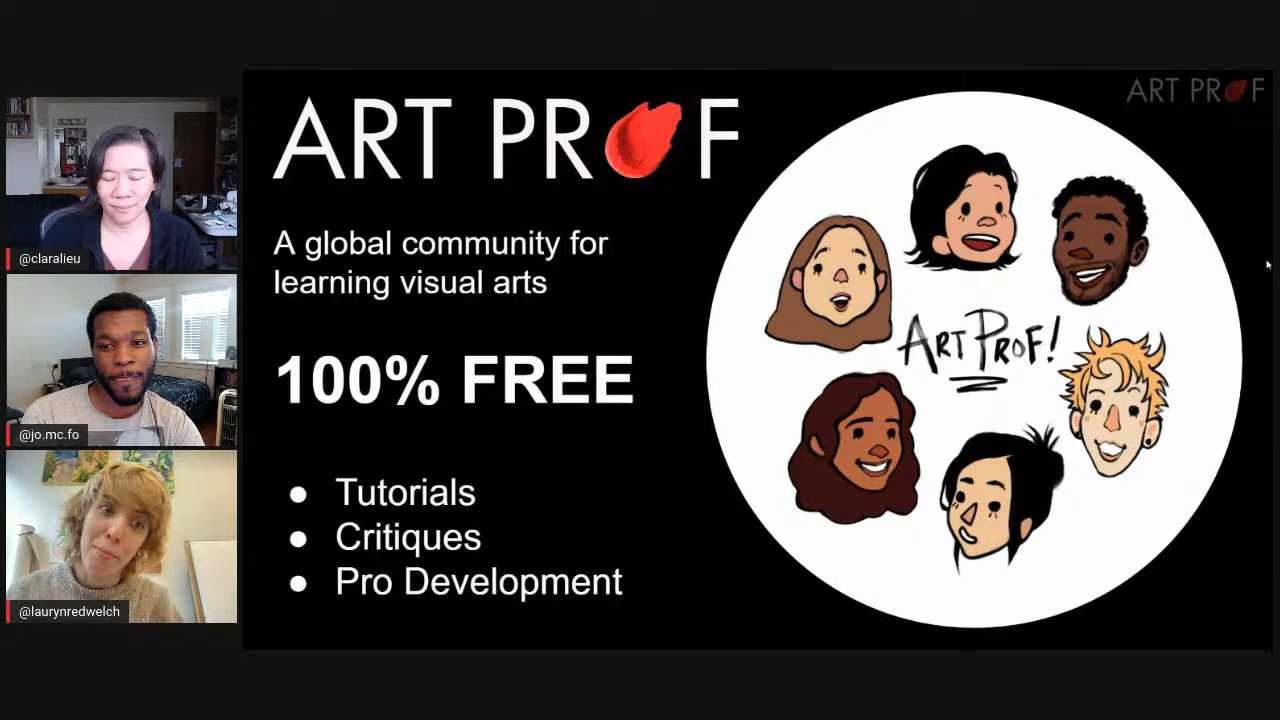 ART PROF
A global community for
learning visual arts
100% FREE
● Tutorials
● Critiques
● Pro Development
ART PROF!
ART PROF
@claralieu
@jo.mc.fo
@laurynredwelch